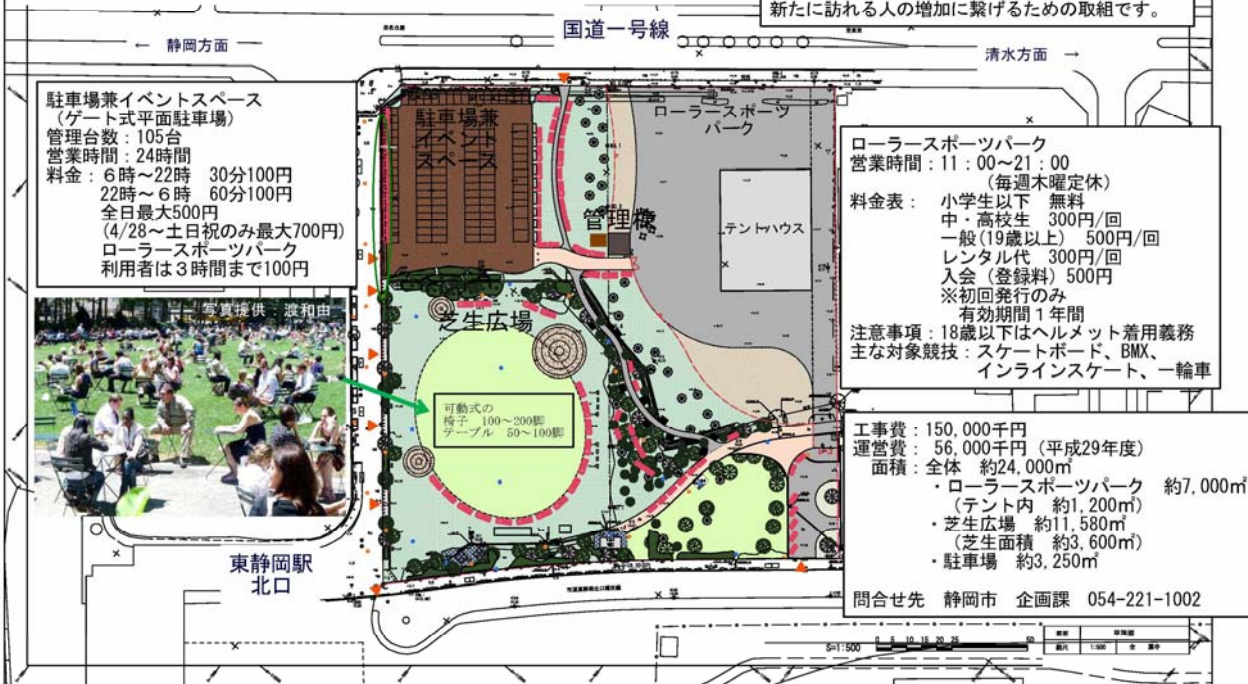 新たに訪れる人の増加に繋げるための取組です。
国道一号線
← 静岡方面
清水方面 →
駐車場兼イベントスペース
(ゲート式平面駐車場)
管理台数:105台
営業時間:24時間
料金:6時~22時 30分100円
22時~6時 60分100円
全日最大500円
(4/28~土日祝のみ最大700円)
ローラースポーツパーク
利用者は3時間まで100円
駐車場兼
イベント
スペース
ローラースポーツ
パーク
管理棟
テントハウス
ローラースポーツパーク
営業時間:11:00~21:00
(毎週木曜定休)
料金表: 小学生以下 無料
中・高校生 300円/回
一般(19歳以上) 500円/回
レンタル代 300円/回
入会(登録料)500円
※初回発行のみ
有効期間1年間
注意事項:18歳以下はヘルメット着用義務
主な対象競技:スケートボード、BMX、
インラインスケート、一輪車
写真提供:渡和由
芝生広場
可動式の
椅子 100~200脚
テーブル 50~100脚
工事費:150,000千円
運営費: 56,000千円(平成29年度)
面積:全体 約24,000㎡
・ローラースポーツパーク 約7,000㎡
(テント内 約1,200㎡)
・芝生広場 約11,580㎡
(芝生面積 約3,600㎡)
・駐車場 約3,250㎡
問合せ先 静岡市 企画課 054-221-1002
東静岡駅
北口
S=1:500 0 5 10 15 20 25 50
縮尺 1:500